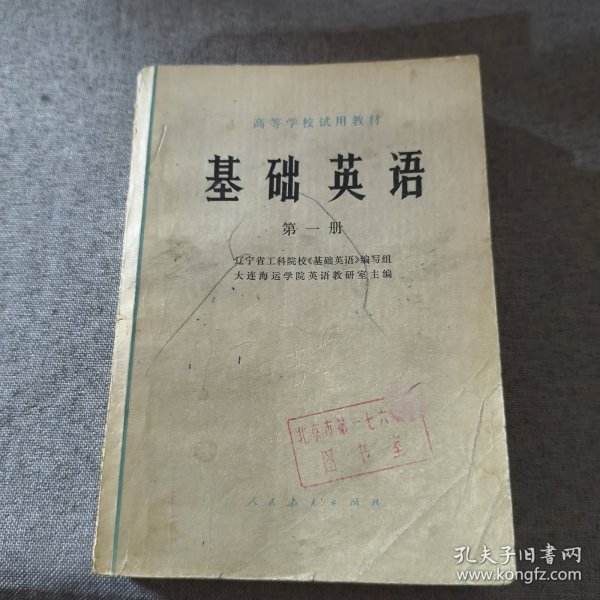 高等学校试用教材
基础英语
第一册
辽宁省工科院校《基础英语》编写组
大连海运学院英语教研室主编
北京市第一七六
图书室
人民教育出版社
孔夫子旧书网
www.kongfz.com